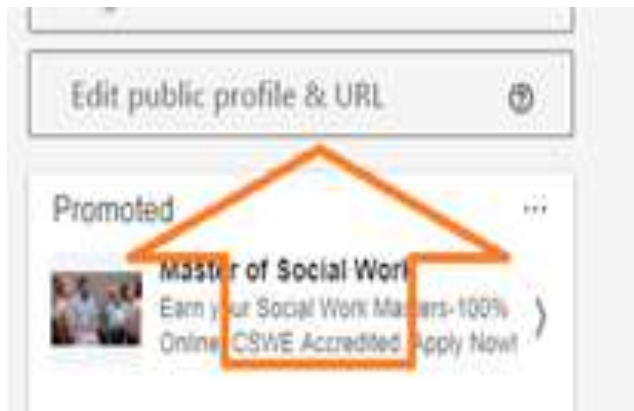 Edit public profile & URL
Promoted
Master of Social Work
Earn your Social Work Masters-100%
Online, CSWE Accredited. Apply Now!